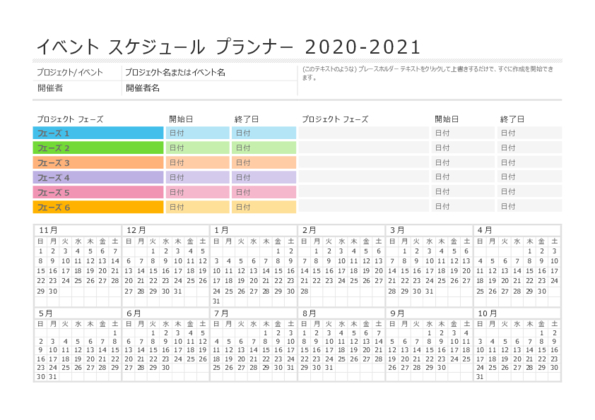 イベント スケジュール プランナー 2020-2021
プロジェクト/イベント
プロジェクト名またはイベント名
開催者
開催者名
(このテキストのような) プレースホルダー テキストをクリックして上書きするだけで、すぐに作成を開始でき
ます。
プロジェクト フェーズ 開始日 終了日 プロジェクト フェーズ 開始日 終了日
フェーズ 1 日付 日付 日付 日付
フェーズ 2 日付 日付 日付 日付
フェーズ 3 日付 日付 日付 日付
フェーズ 4 日付 日付 日付 日付
フェーズ 5 日付 日付 日付 日付
フェーズ 6 日付 日付 日付 日付
11月
日 月 火 水 木 金 土
1 2 3 4 5 6 7
8 9 10 11 12 13 14
15 16 17 18 19 20 21
22 23 24 25 26 27 28
29 30
12月
日 月 火 水 木 金 土
1 2 3 4 5
6 7 8 9 10 11 12
13 14 15 16 17 18 19
20 21 22 23 24 25 26
27 28 29 30 31
1月
日 月 火 水 木 金 土
1 2
3 4 5 6 7 8 9
10 11 12 13 14 15 16
17 18 19 20 21 22 23
24 25 26 27 28 29 30
31
2月
日 月 火 水 木 金 土
1 2 3 4 5 6
7 8 9 10 11 12 13
14 15 16 17 18 19 20
21 22 23 24 25 26 27
28
3月
日 月 火 水 木 金 土
1 2 3 4 5 6
7 8 9 10 11 12 13
14 15 16 17 18 19 20
21 22 23 24 25 26 27
28 29 30 31
4月
日 月 火 水 木 金 土
1 2 3
4 5 6 7 8 9 10
11 12 13 14 15 16 17
18 19 20 21 22 23 24
25 26 27 28 29 30
5月
日 月 火 水 木 金 土
1
2 3 4 5 6 7 8
9 10 11 12 13 14 15
16 17 18 19 20 21 22
23 24 25 26 27 28 29
30 31
6月
日 月 火 水 木 金 土
1 2 3 4 5
6 7 8 9 10 11 12
13 14 15 16 17 18 19
20 21 22 23 24 25 26
27 28 29 30
7月
日 月 火 水 木 金 土
1 2 3
4 5 6 7 8 9 10
11 12 13 14 15 16 17
18 19 20 21 22 23 24
25 26 27 28 29 30 31
8月
日 月 火 水 木 金 土
1 2 3 4 5 6 7
8 9 10 11 12 13 14
15 16 17 18 19 20 21
22 23 24 25 26 27 28
29 30 31
9月
日 月 火 水 木 金 土
1 2 3 4
5 6 7 8 9 10 11
12 13 14 15 16 17 18
19 20 21 22 23 24 25
26 27 28 29 30
10月
日 月 火 水 木 金 土
1 2
3 4 5 6 7 8 9
10 11 12 13 14 15 16
17 18 19 20 21 22 23
24 25 26 27 28 29 30
31